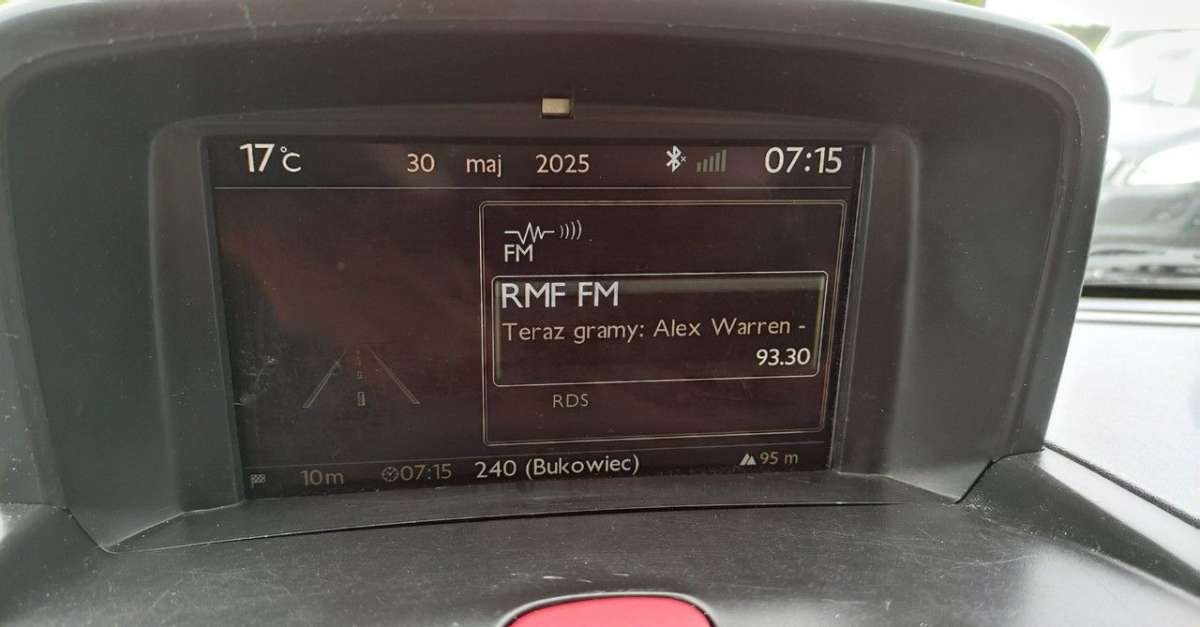 17°C 30 maj 2025 07:15
FM
RMF FM
Teraz gramy: Alex Warren -
93.30
RDS
10m 07:15 240 (Bukowiec) 95 m